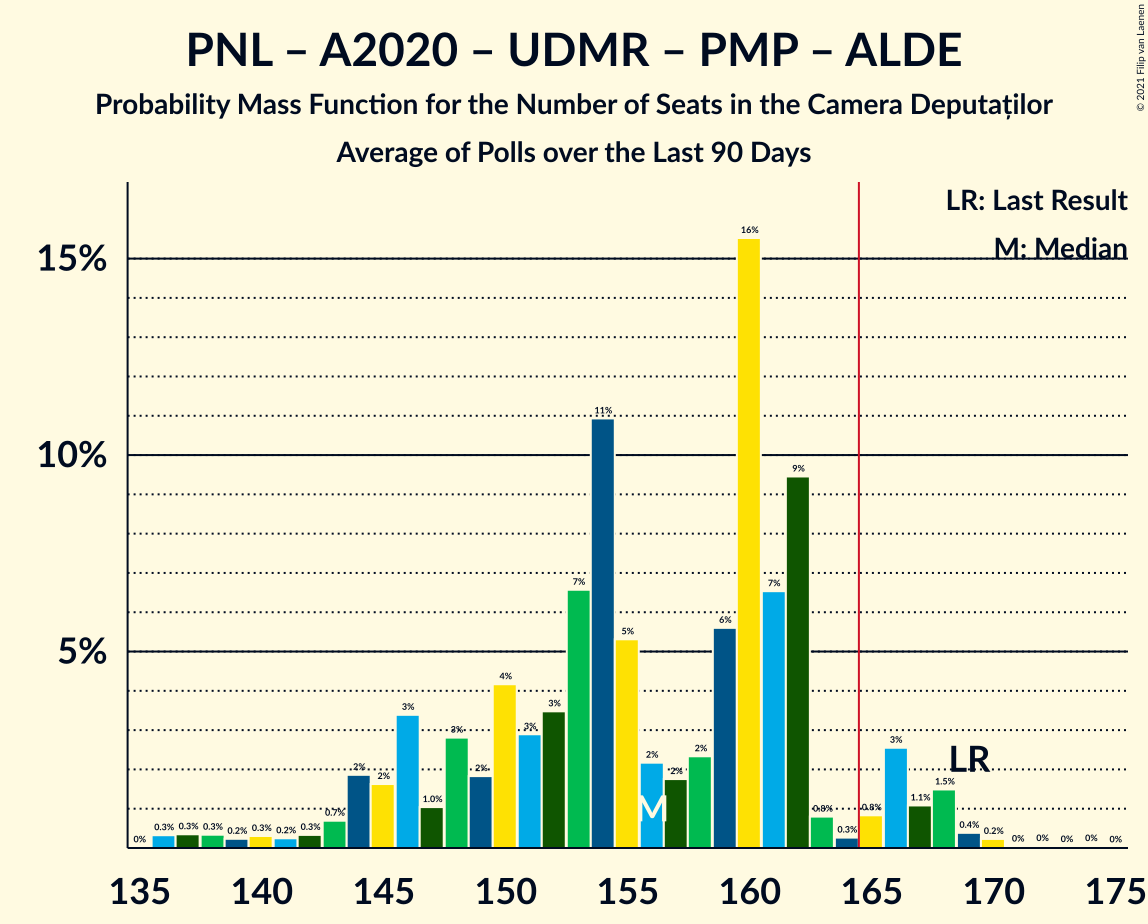 PNL – A2020 – UDMR – PMP – ALDE
Probability Mass Function for the Number of Seats in the Camera Deputaților
Average of Polls over the Last 90 Days
© 2021 Filip van Laenen
LR: Last Result
M: Median
15%
10%
5%
0% 0.3% 0.3% 0.3% 0.2% 0.3% 0.2% 0.3% 0.7% 2% 2% 3% 1.0% 3% 2% 4% 3% 3% 7% 11% 5% 2% 2% 2% 6% 16% 7% 9% 0.8% 0.3% 0.8% 3% 1.1% 1.5% 0.4% 0.2% 0% 0% 0% 0% 0%
M
LR
135 140 145 150 155 160 165 170 175